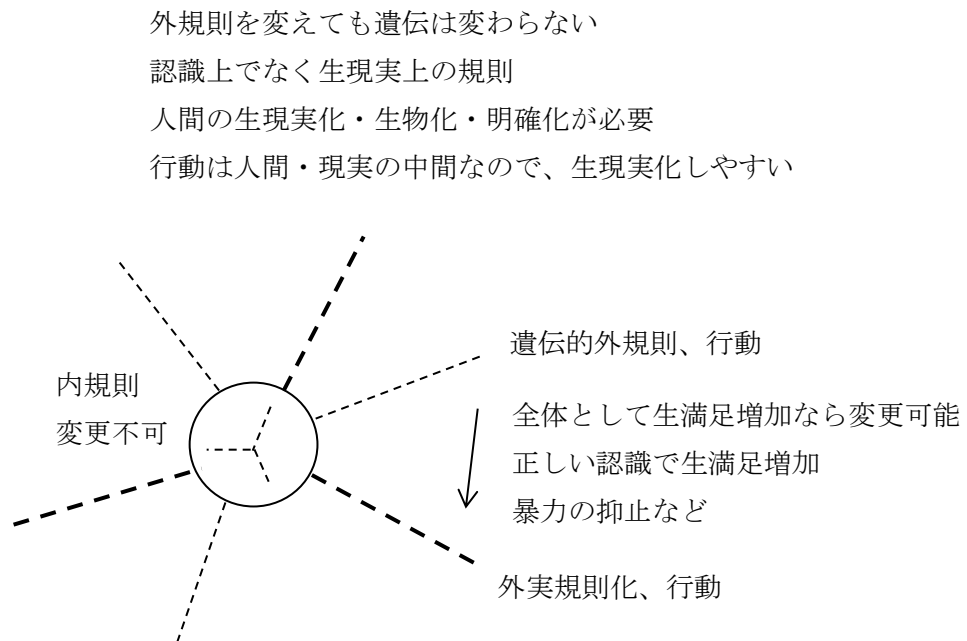 外規則を変えても遺伝は変わらない
認識上でなく生現実上の規則
人間の生現実化・生物化・明確化が必要
行動は人間・現実の中間なので、生現実化しやすい
遺伝的外規則、行動
内規則
変更不可
全体として生満足増加なら変更可能
正しい認識で生満足増加
暴力の抑止など
外実規則化、行動